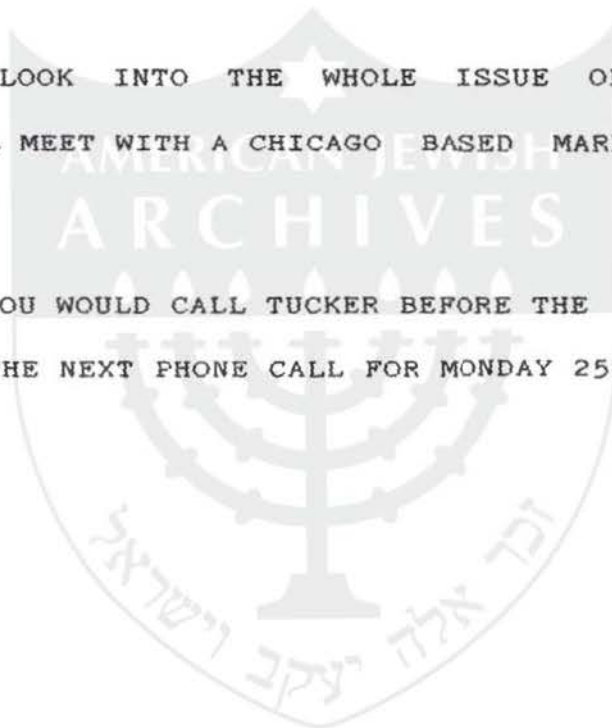 LOOK INTO THE WHOLE ISSUE
MEET WITH A CHICAGO BASED MAR
AMERICAN JEWISH
ARCHIVES
OU WOULD CALL TUCKER BEFORE THE
HE NEXT PHONE CALL FOR MONDAY 25
זכר אלה יעקב וישראל